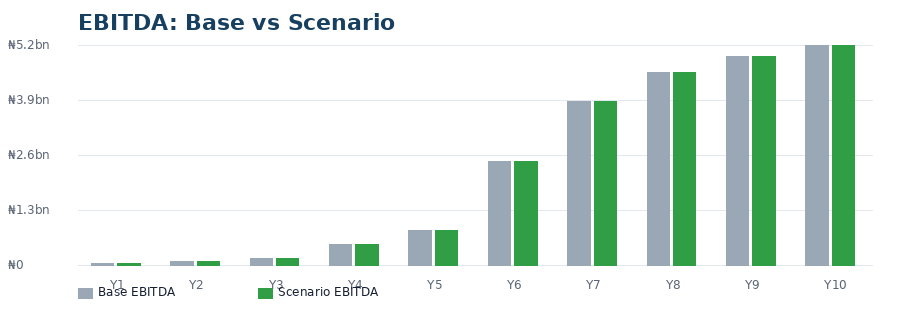 EBITDA: Base vs Scenario
₦5.2bn
₦3.9bn
₦2.6bn
₦1.3bn
₦0
Y1 Y2 Y3 Y4 Y5 Y6 Y7 Y8 Y9 Y10
Base EBITDA Scenario EBITDA